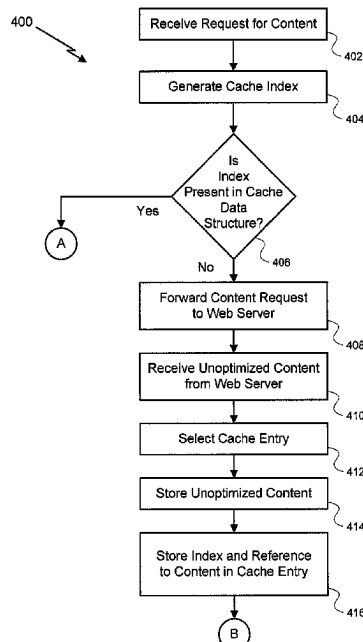 400
Receive Request for Content
402
Generate Cache Index
404
Is
Index
Present in Cache
Data
Structure?
406
Yes
A
No
Forward Content Request
to Web Server
408
Receive Unoptimized Content
from Web Server
410
Select Cache Entry
412
Store Unoptimized Content
414
Store Index and Reference
to Content in Cache Entry
416
B